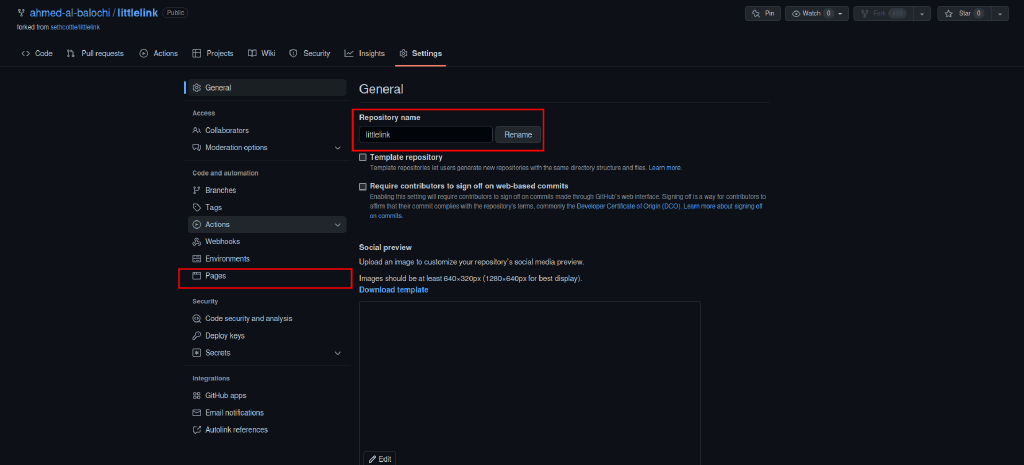 ahmed-al-balochi / littlelink Public
forked from sethcottle/littlelink
Pin
Watch 0
Fork
Star 0
Code
Pull requests
Actions
Projects
Wiki
Security
Insights
Settings
General
Access
Collaborators
Moderation options
Code and automation
Branches
Tags
Actions
Webhooks
Environments
Pages
Security
Code security and analysis
Deploy keys
Secrets
Integrations
GitHub apps
Email notifications
Autolink references
General
Repository name
littlelink
Rename
Template repository
Template repositories let users generate new repositories with the same directory structure and files. Learn more.
Require contributors to sign off on web-based commits
Enabling this setting will require contributors to sign off on commits made through GitHub's web interface. Signing off is a way for contributors to
affirm that their commit complies with the repository's terms, commonly the Developer Certificate of Origin (DCO). Learn more about signing off
on commits.
Social preview
Upload an image to customize your repository's social media preview.
Images should be at least 640×320px (1280×640px for best display).
Download template
Edit